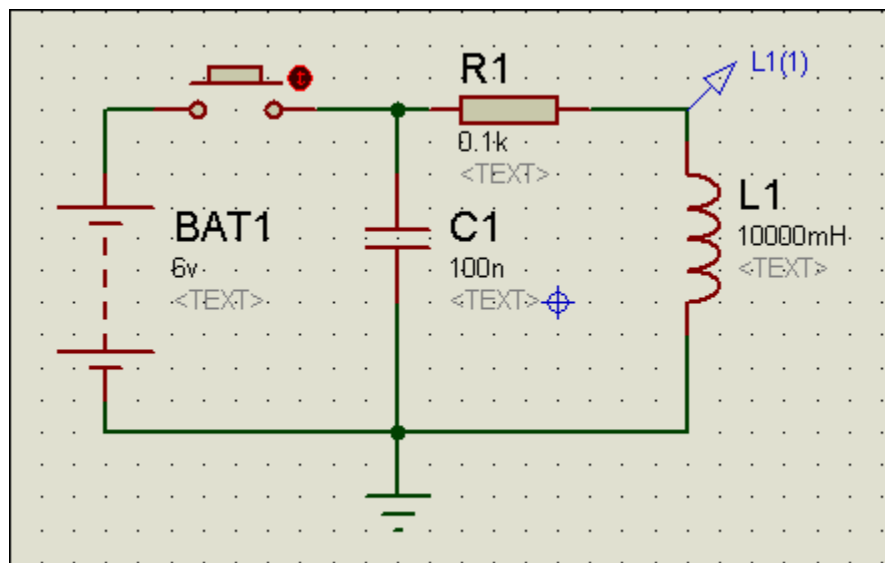 L1(1)
R1
0.1k
<TEXT>
BAT1
6v
<TEXT>
C1
100n
<TEXT>
L1
10000mH
<TEXT>